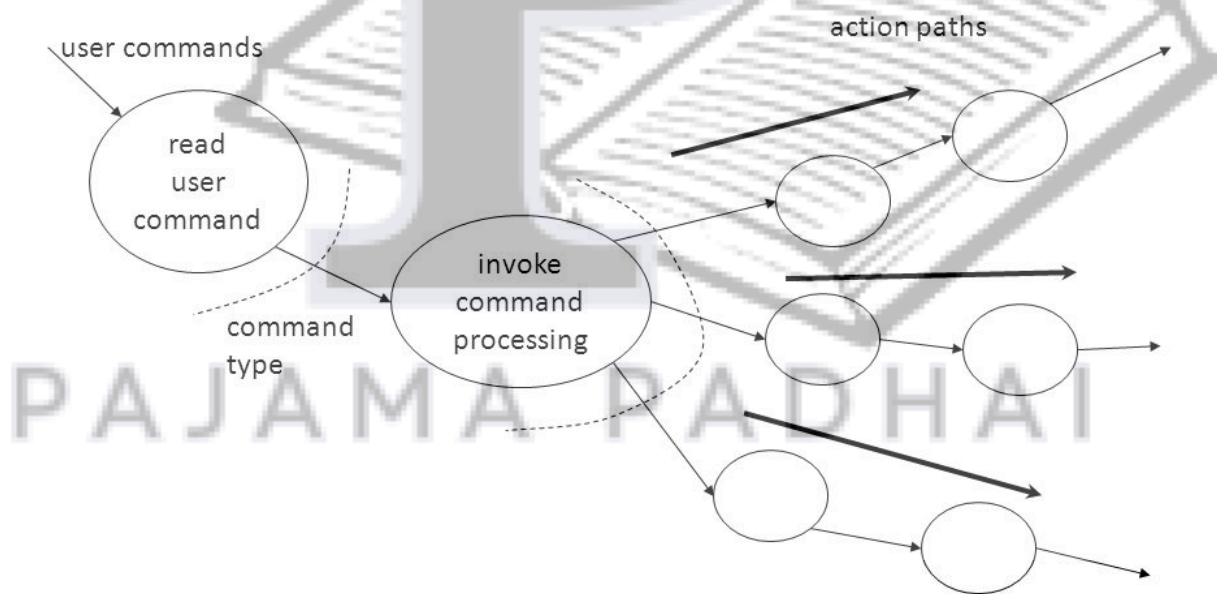 user commands
action paths
read
user
command
invoke
command
processing
command
type
PAJAMA PADHAI